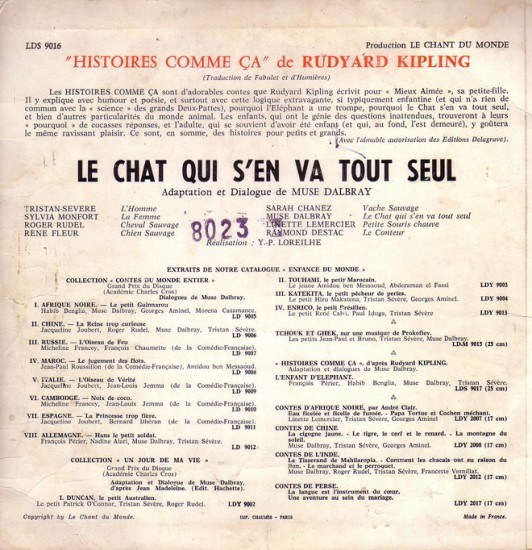 LDS 9016
Production LE CHANT DU MONDE
"HISTOIRES COMME ÇA" de RUDYARD KIPLING
(Traduction de Fabulet et d'Humières)
Les HISTOIRES COMME ÇA sont d'adorables contes que Rudyard Kipling écrivit pour « Mieux Aimée », sa petite-fille.
Il y explique avec humour et poésie, et surtout avec cette logique extravagante, si typiquement enfantine (et qui n'a rien de
commun avec la « science » des grands Deux-Pattes), pourquoi l'Eléphant a une trompe, pourquoi le Chat s'en va tout seul,
et bien d'autres particularités du monde animal. Les enfants, qui ont le génie des questions inattendues, trouveront à leurs
« pourquoi » de cocasses réponses, et l'adulte, qui se souvient d'avoir été enfant (et qui, au fond, l'est demeuré), y goûtera
le même ravissant plaisir. Ce sont, en somme, des histoires pour petits et grands.
(Avec l'aimable autorisation des Editions Delagrave).
LE CHAT QUI S'EN VA TOUT SEUL
Adaptation et Dialogue de MUSE DALBRAY
TRISTAN-SEVERE L'Homme SARAH CHANEZ Vache Sauvage
SYLVIA MONFORT La Femme MUSE DALBRAY Le Chat qui s'en va tout seul
ROGER RUDEL Cheval Sauvage GINETTE LEMERCIER Petite Souris chauve
RENE FLEUR Chien Sauvage RAYMOND DESTAC Le Conteur
8023
Réalisation : Y.-P. LOREILHE
EXTRAITS DE NOTRE CATALOGUE « ENFANCE DU MONDE »
COLLECTION « CONTES DU MONDE ENTIER »
Grand Prix du Disque
(Académie Charles Cros)
Dialogues de Muse Dalbray.
I. AFRIQUE NOIRE. — Le petit Guinnarou
Habib Benglia, Muse Dalbray, Georges Aminel, Morena Casamance.
LD 9005
II. CHINE. — La Reine trop curieuse
Jacqueline Joubert, Roger Rudel, Muse Dalbray, Tristan Sévère.
LD 9006
III. RUSSIE. — L'Oiseau de Feu
Micheline Francey, François Chaumette (de la Comédie-Française).
LD 9007
IV. MAROC. — Le jugement des flots.
Jean-Paul Roussillon (de la Comédie-Française), Amidou ben Messaoud.
LD 9008
V. ITALIE. — L'Oiseau de Vérité
Jacqueline Joubert, Jean-Louis Jemma (de la Comédie-Française).
LD 9009
VI. CAMBODGE. — Noix de coco.
Micheline Francey, Jean-Louis Jemma (de la Comédie-Française).
LD 9010
VII. ESPAGNE. — La Princesse trop fière.
Jacqueline Joubert, Georges Aminel, Tristan Sévère.
LD 9011
VIII. ALLEMAGNE. — Hans le petit soldat.
François Périer, Nadine Alari, Muse Dalbray, Tristan Sévère.
LD 9012
COLLECTION « UN JOUR DE MA VIE »
Grand Prix du Disque
(Académie Charles Cros)
Adaptation et Dialogues de Muse Dalbray,
d'après Jean Madeleine. (Edit. Hachette).
I. DUNCAN, le petit Australien.
Le petit Patrick O'Connor, Tristan Sévère, Roger Rudel. LDY 9002
II. TOUHAMI, le petit Marocain.
Le jeune Amidou ben Messaoud, Abderaman el Fassi
LDY 9003
III. KATEKITA, le petit pêcheur de perles.
Le petit Hiru Makatuna, Tristan Sévère, Georges Aminel. LDY 9004
IV. ENRICO, le petit Frésillien.
Le petit René Cal-i, Paul Idugs, Tristan Sévère LDY 9013
TCHOUK ET GHEK, sur une musique de Prokofiev.
Les petits Jean-Paul et Bruno, Tristan Sévère, Muse Dalbray.
LD.M 9015 (25 cm)
« HISTOIRES COMME ÇA », d'après Rudyard KIPLING.
Adaptation et dialogues de Muse Dalbray.
L'ENFANT D'ELEPHANT.
François Périer, Habib Benglia, Muse Dalbray, Tristan Sévère.
LDS 9017 (25 cm)
CONTES D'AFRIQUE NOIRE, par André Clair.
Eau ficelée et ficelle de fumée. - Papa Tortue et Cochon méchant.
Linette Lemercier, Tristan Sévère, Georges Aminel. LDY 2007 (17 cm)
CONTES DE CHINE
La cigogne jaune. - Le tigre, le cerf et le renard. - La montagne du
soleil.
Muse Dalbray, Tristan Sévère, Georges Aminel. LDY 2008 (17 cm)
CONTES DE L'INDE.
Le Tisserand de Mahilaropia. - Comment les chacals ont eu raison du
lion. - Le marchand et le perroquet.
Muse Dalbray, Roger Rudel, Tristan Sévère, Francette Vernillat.
LDY 2012 (17 cm)
CONTES DE PERSE.
La langue est l'instrument du cœur.
Une aventure au sein du mariage.
LDY 2017 (17 cm)
Copyright by Le Chant du Monde.
IMP. CHAUMÈS - PARIS
Made in France.